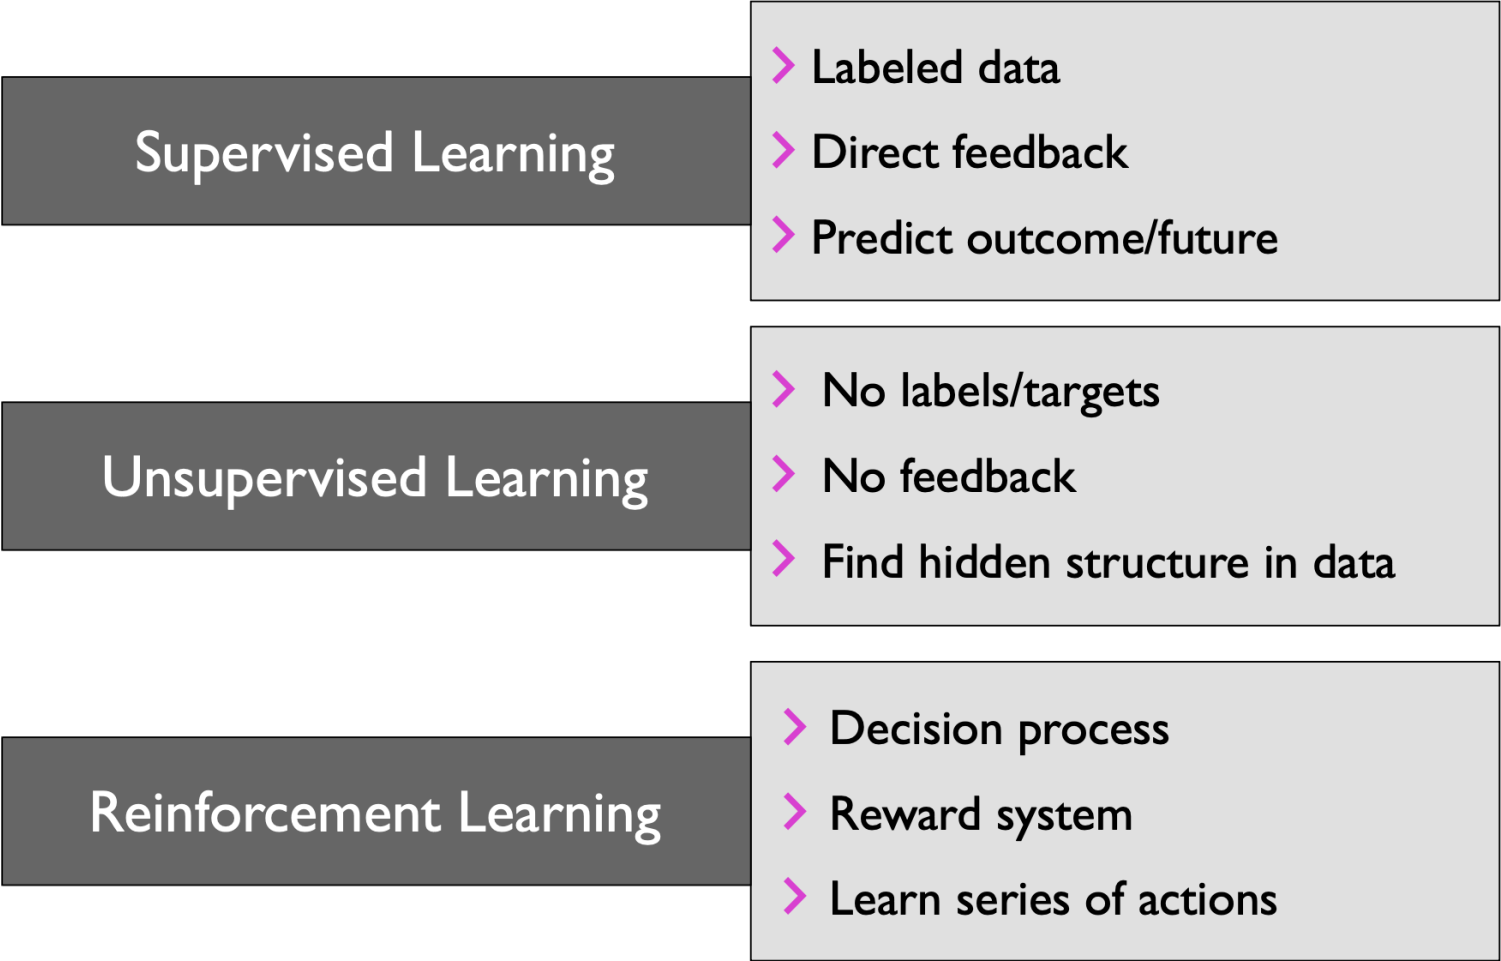 Supervised Learning
Labeled data
Direct feedback
Predict outcome/future
Unsupervised Learning
No labels/targets
No feedback
Find hidden structure in data
Reinforcement Learning
Decision process
Reward system
Learn series of actions